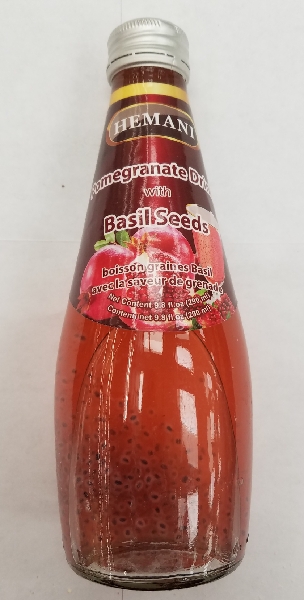 HEMANI
Pomegranate Drink
with
Basil Seeds
boisson graines Basil
avec la saveur de grenade
Net Content 9.8 fl oz (290 ml)
Contenu net 9.8 fl oz (290 ml)